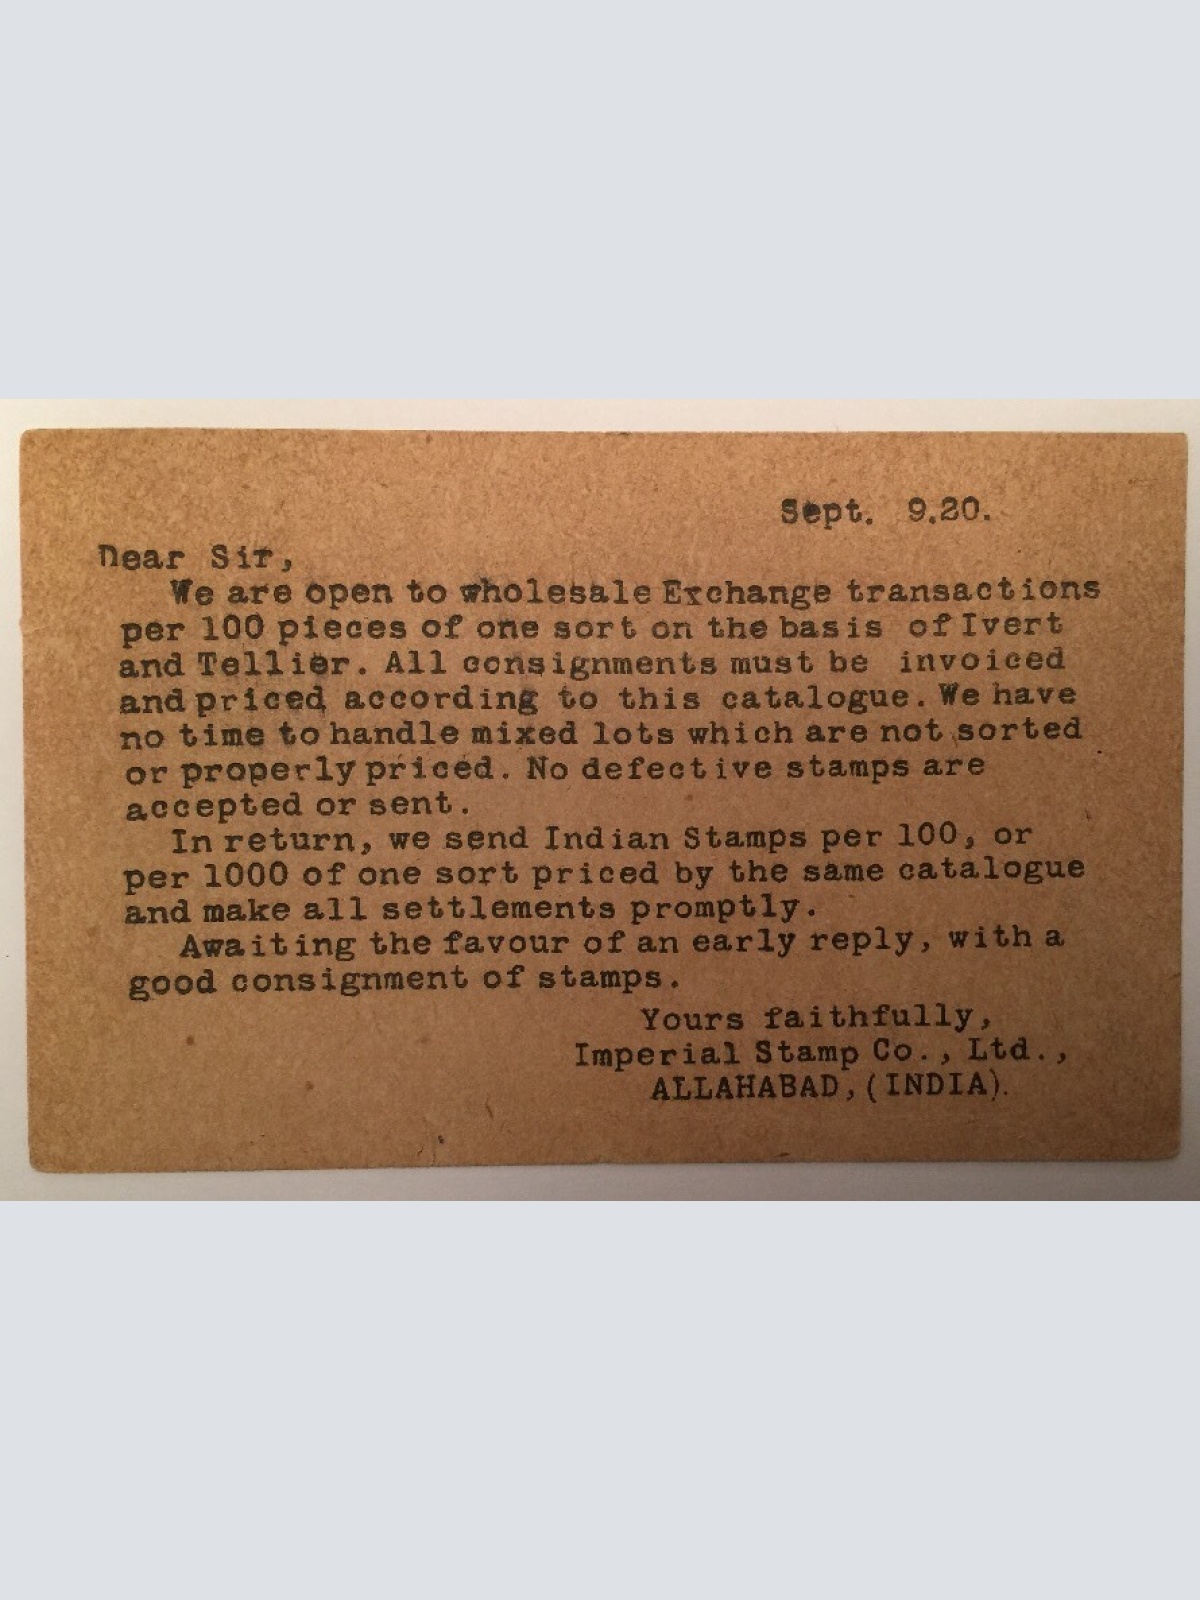 Sept. 9.20.
Dear Sir,
We are open to wholesale Exchange transactions
per 100 pieces of one sort on the basis of Ivert
and Tellier. All consignments must be invoiced
and priced according to this catalogue. We have
no time to handle mixed lots which are not sorted
or properly priced. No defective stamps are
accepted or sent.
In return, we send Indian Stamps per 100, or
per 1000 of one sort priced by the same catalogue
and make all settlements promptly.
Awaiting the favour of an early reply, with a
good consignment of stamps.
Yours faithfully,
Imperial Stamp Co., Ltd.,
ALLAHABAD, (INDIA).